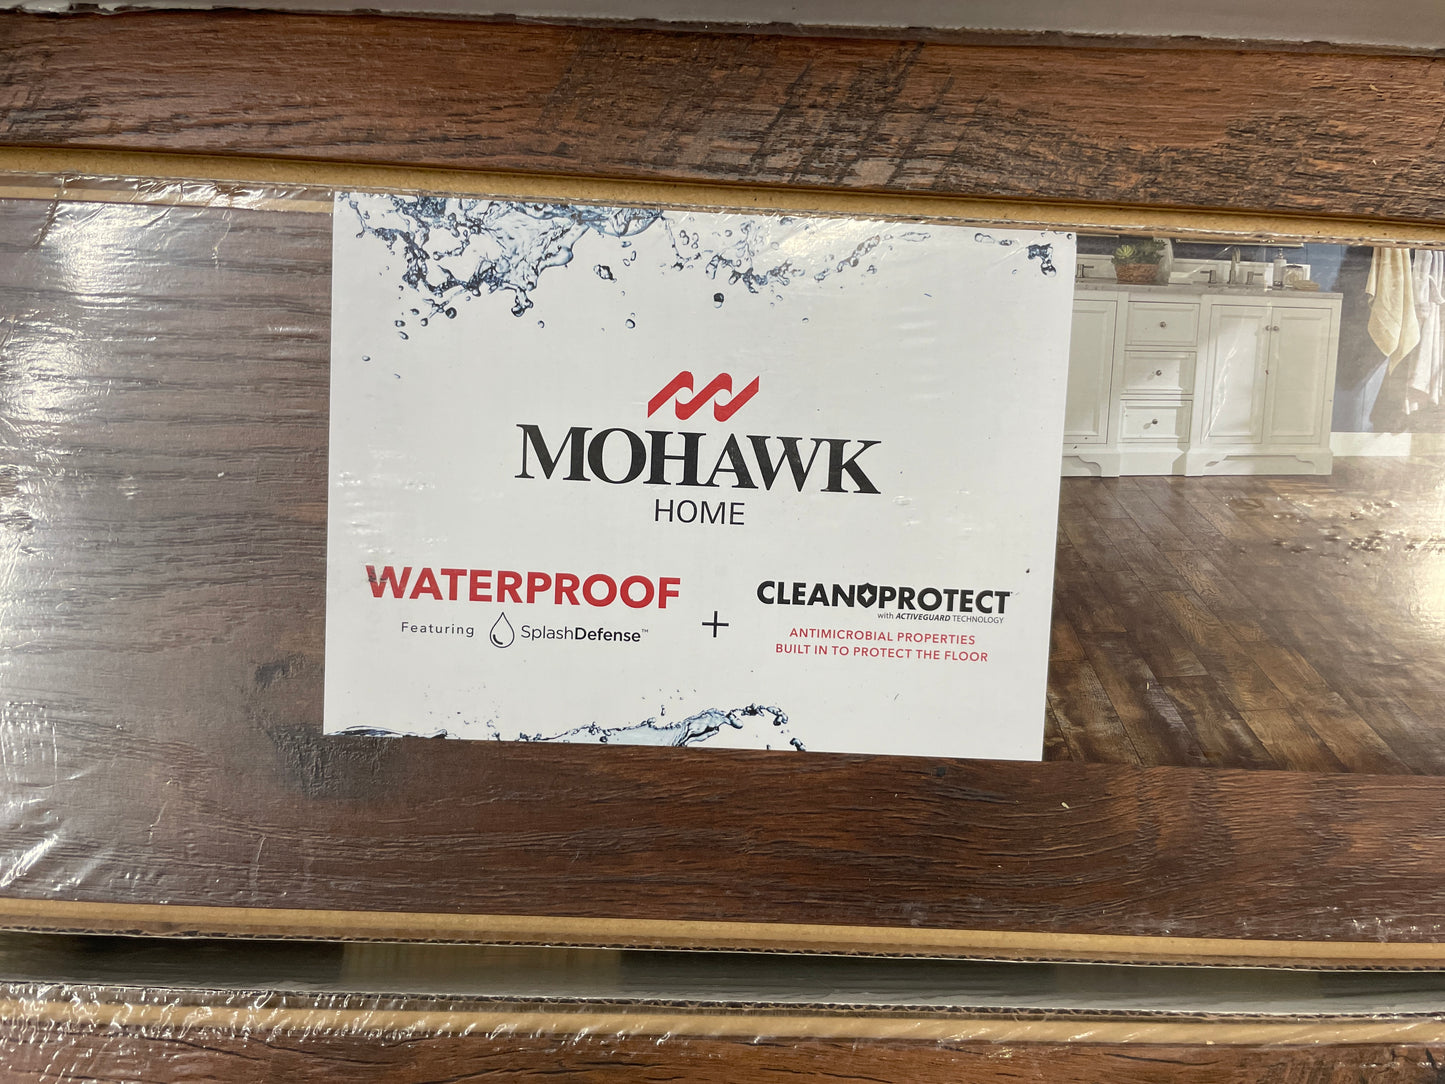 MOHAWK
HOME
WATERPROOF
Featuring SplashDefense™
+
CLEANPROTECT
with ACTIVEGUARD TECHNOLOGY
ANTIMICROBIAL PROPERTIES
BUILT IN TO PROTECT THE FLOOR